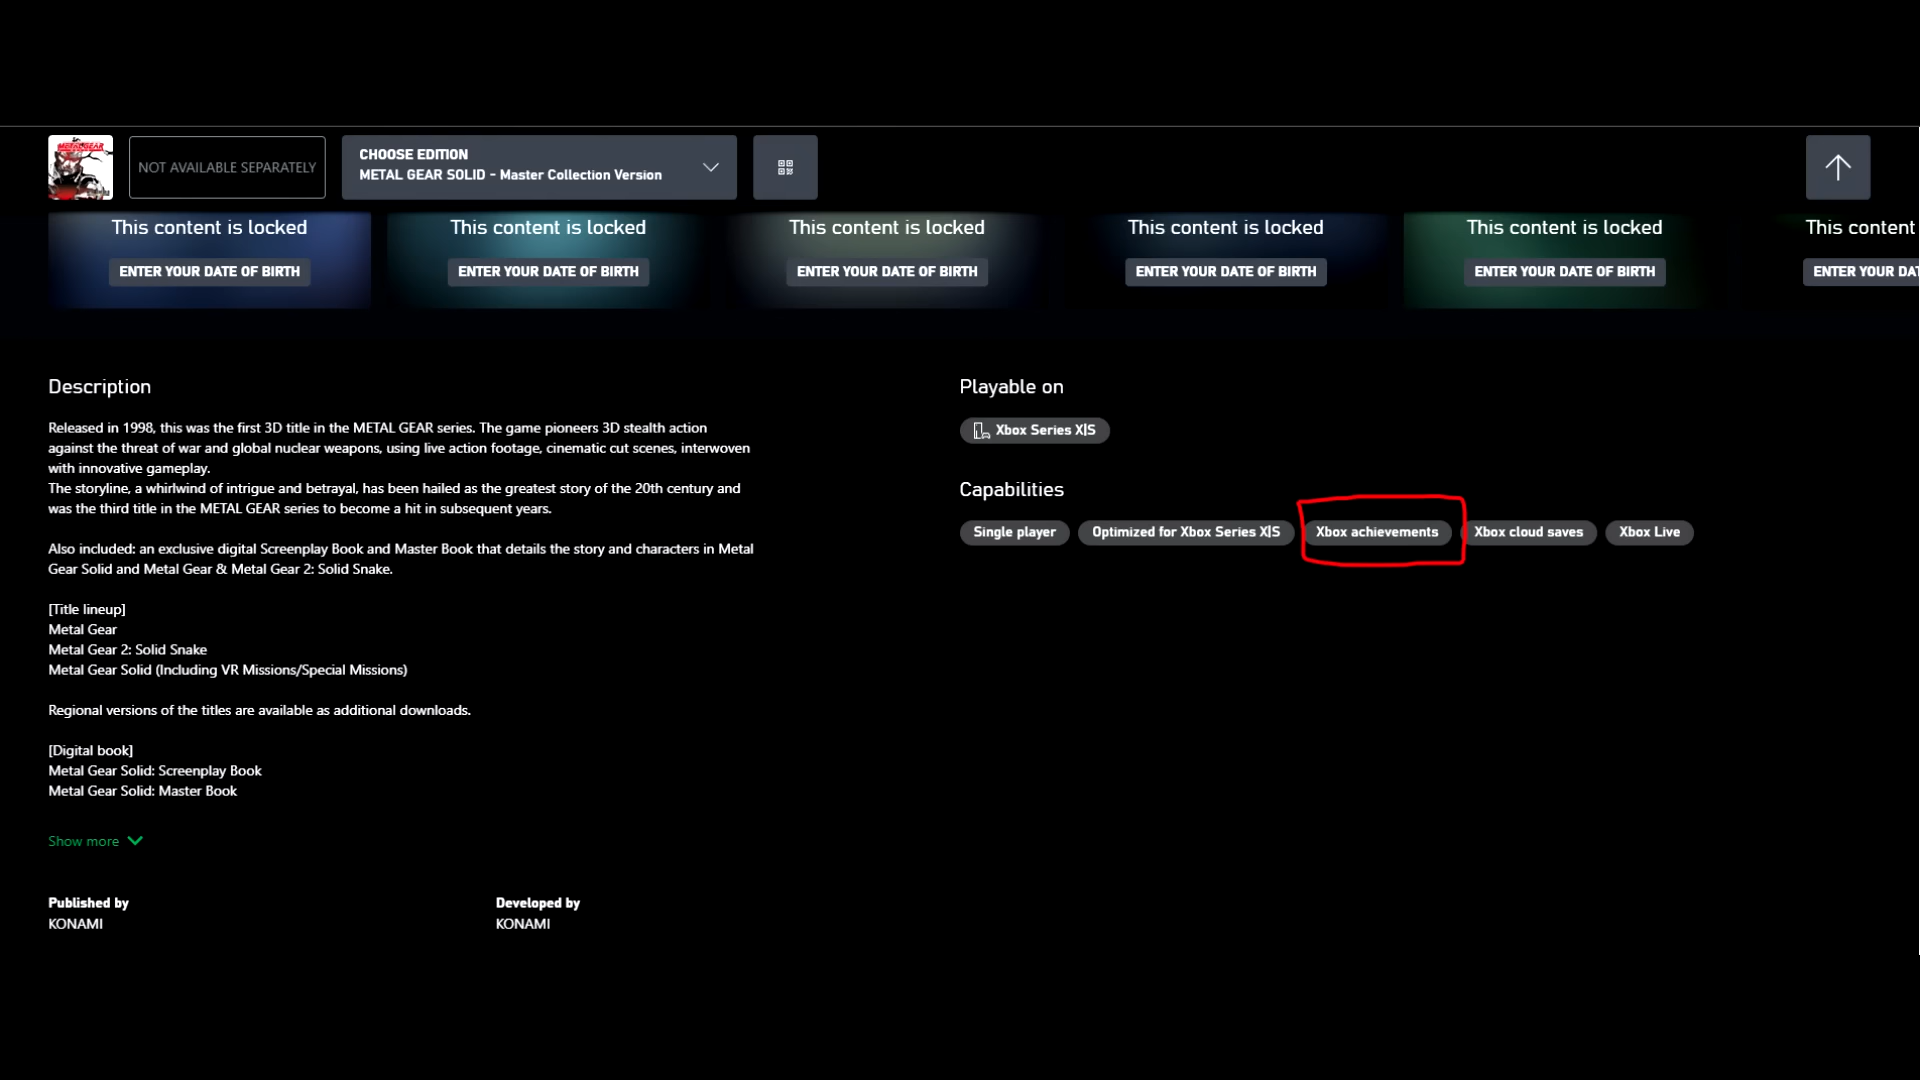 METAL GEAR
NOT AVAILABLE SEPARATELY
CHOOSE EDITION
METAL GEAR SOLID - Master Collection Version
This content is locked
ENTER YOUR DATE OF BIRTH
This content is locked
ENTER YOUR DATE OF BIRTH
This content is locked
ENTER YOUR DATE OF BIRTH
This content is locked
ENTER YOUR DATE OF BIRTH
This content is locked
ENTER YOUR DATE OF BIRTH
This content
ENTER YOUR DAT
Description
Released in 1998, this was the first 3D title in the METAL GEAR series. The game pioneers 3D stealth action
against the threat of war and global nuclear weapons, using live action footage, cinematic cut scenes, interwoven
with innovative gameplay.
The storyline, a whirlwind of intrigue and betrayal, has been hailed as the greatest story of the 20th century and
was the third title in the METAL GEAR series to become a hit in subsequent years.
Also included: an exclusive digital Screenplay Book and Master Book that details the story and characters in Metal
Gear Solid and Metal Gear & Metal Gear 2: Solid Snake.
[Title lineup]
Metal Gear
Metal Gear 2: Solid Snake
Metal Gear Solid (Including VR Missions/Special Missions)
Regional versions of the titles are available as additional downloads.
[Digital book]
Metal Gear Solid: Screenplay Book
Metal Gear Solid: Master Book
Show more
Published by
KONAMI
Developed by
KONAMI
Playable on
Xbox Series X|S
Capabilities
Single player
Optimized for Xbox Series X|S
Xbox achievements
Xbox cloud saves
Xbox Live